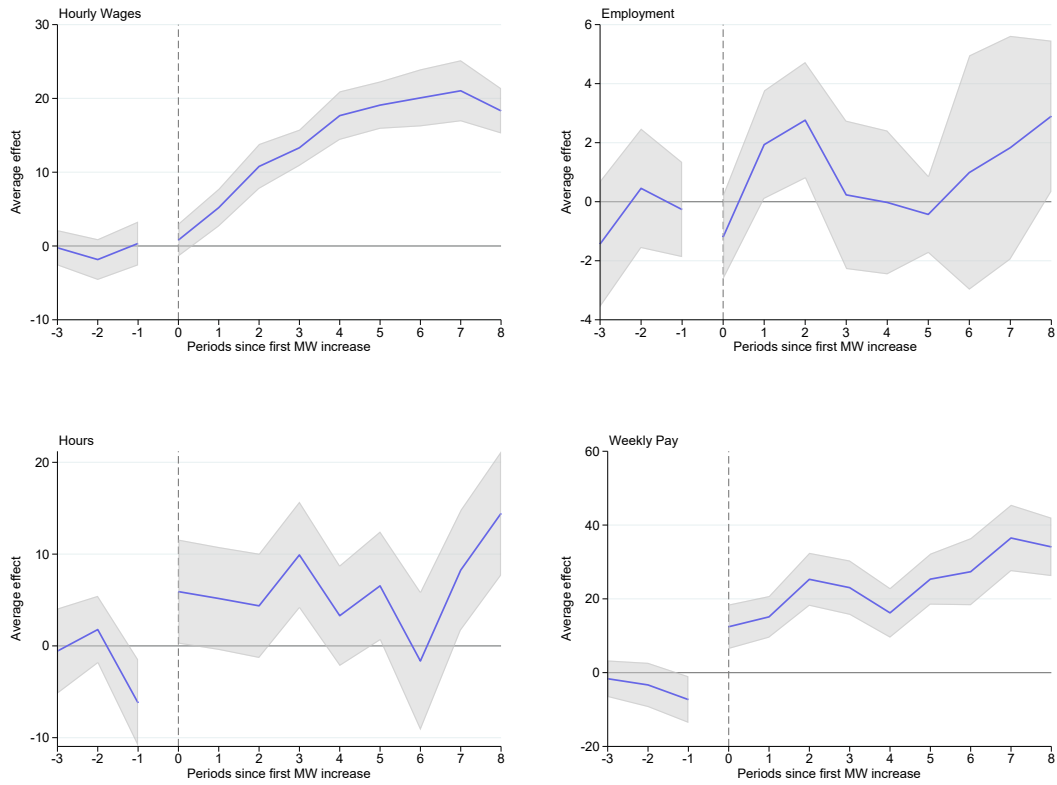 Hourly Wages
30
20
10
0
-10
Average effect
-3 -2 -1 0 1 2 3 4 5 6 7 8
Periods since first MW increase
Employment
6
4
2
0
-2
-4
Average effect
-3 -2 -1 0 1 2 3 4 5 6 7 8
Periods since first MW increase
Hours
20
10
0
-10
Average effect
-3 -2 -1 0 1 2 3 4 5 6 7 8
Periods since first MW increase
Weekly Pay
60
40
20
0
-20
Average effect
-3 -2 -1 0 1 2 3 4 5 6 7 8
Periods since first MW increase